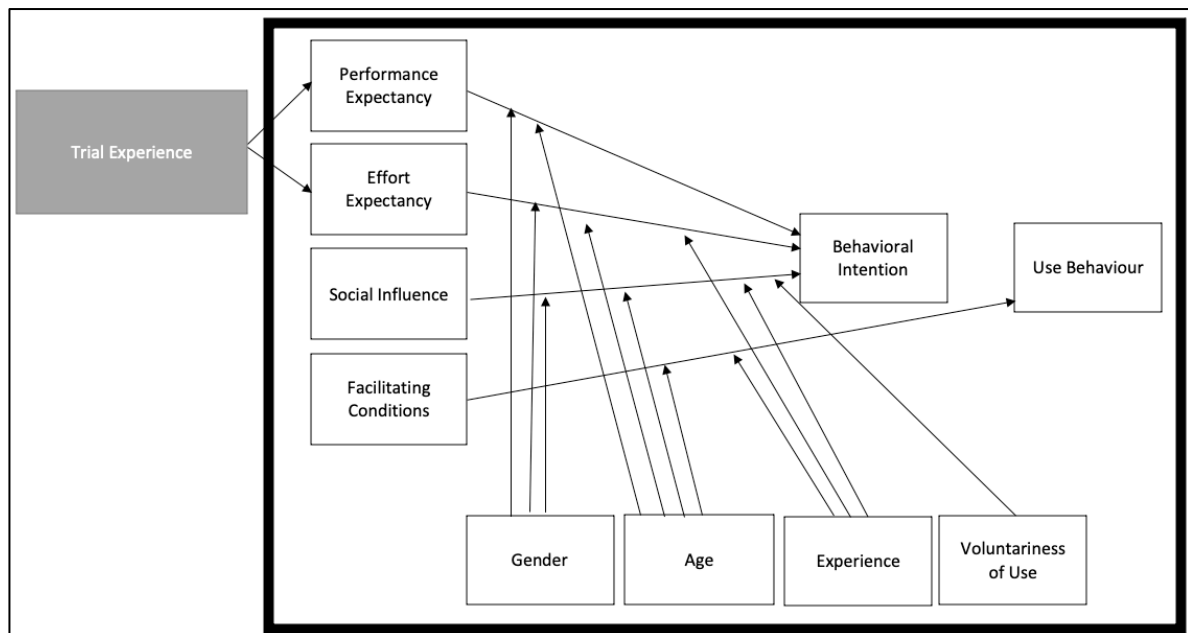 Trial Experience
Performance
Expectancy
Effort
Expectancy
Social Influence
Facilitating
Conditions
Behavioral
Intention
Use Behaviour
Gender
Age
Experience
Voluntariness
of Use